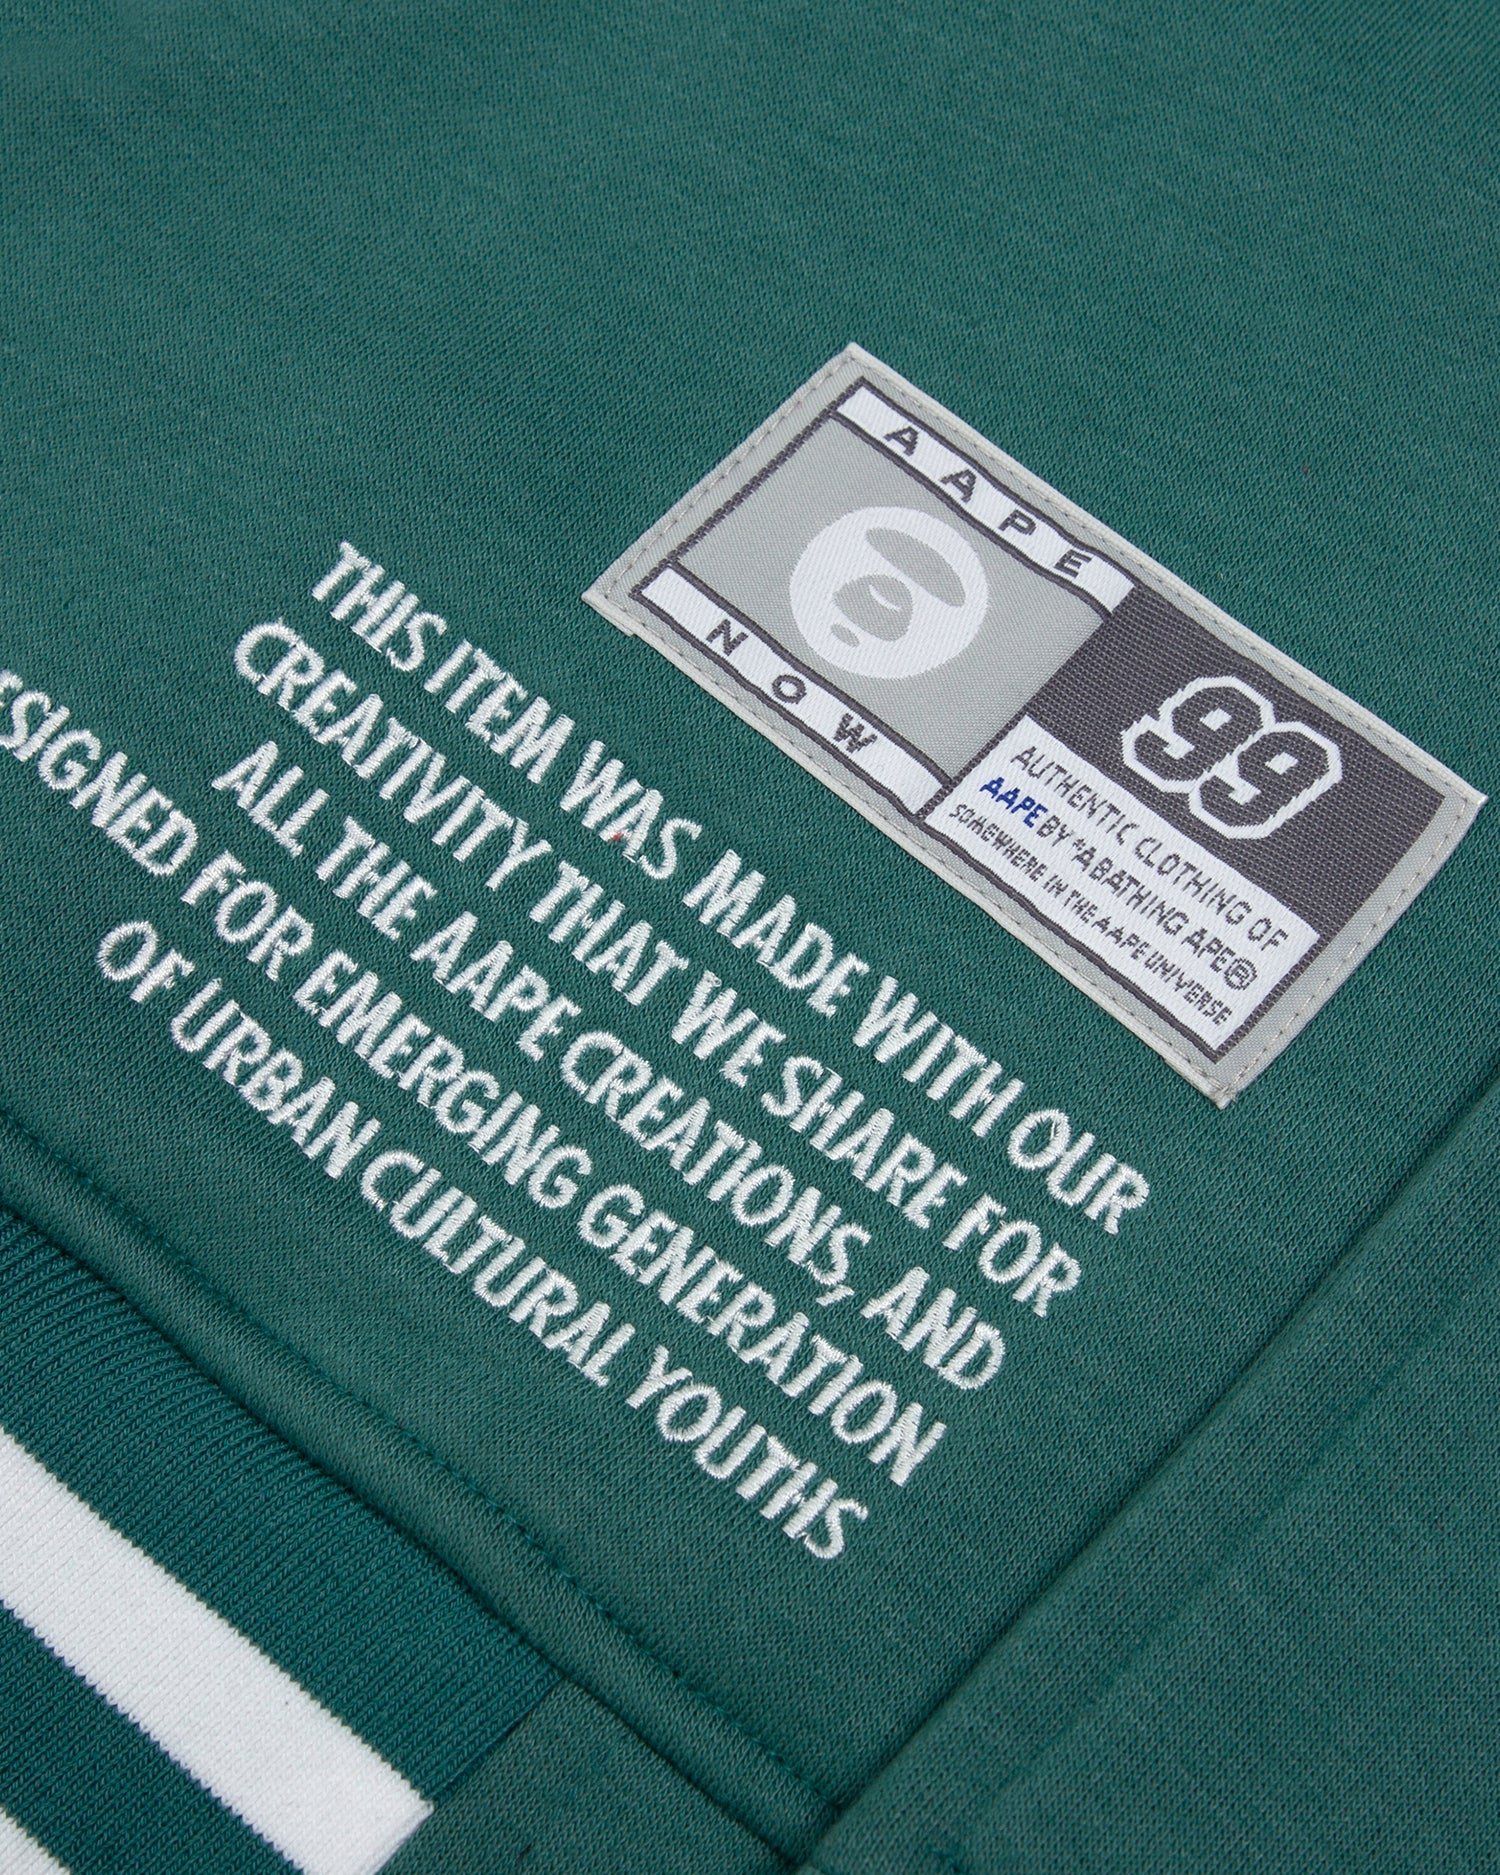 AAPE
NOW
99
AUTHENTIC CLOTHING OF
AAPE BY *A BATHING APE®
SOMEWHERE IN THE AAPE UNIVERSE
THIS ITEM WAS MADE WITH OUR
CREATIVITY THAT WE SHARE FOR
ALL THE AAPE CREATIONS, AND
ESIGNED FOR EMERGING GENERATION
OF URBAN CULTURAL YOUTHS